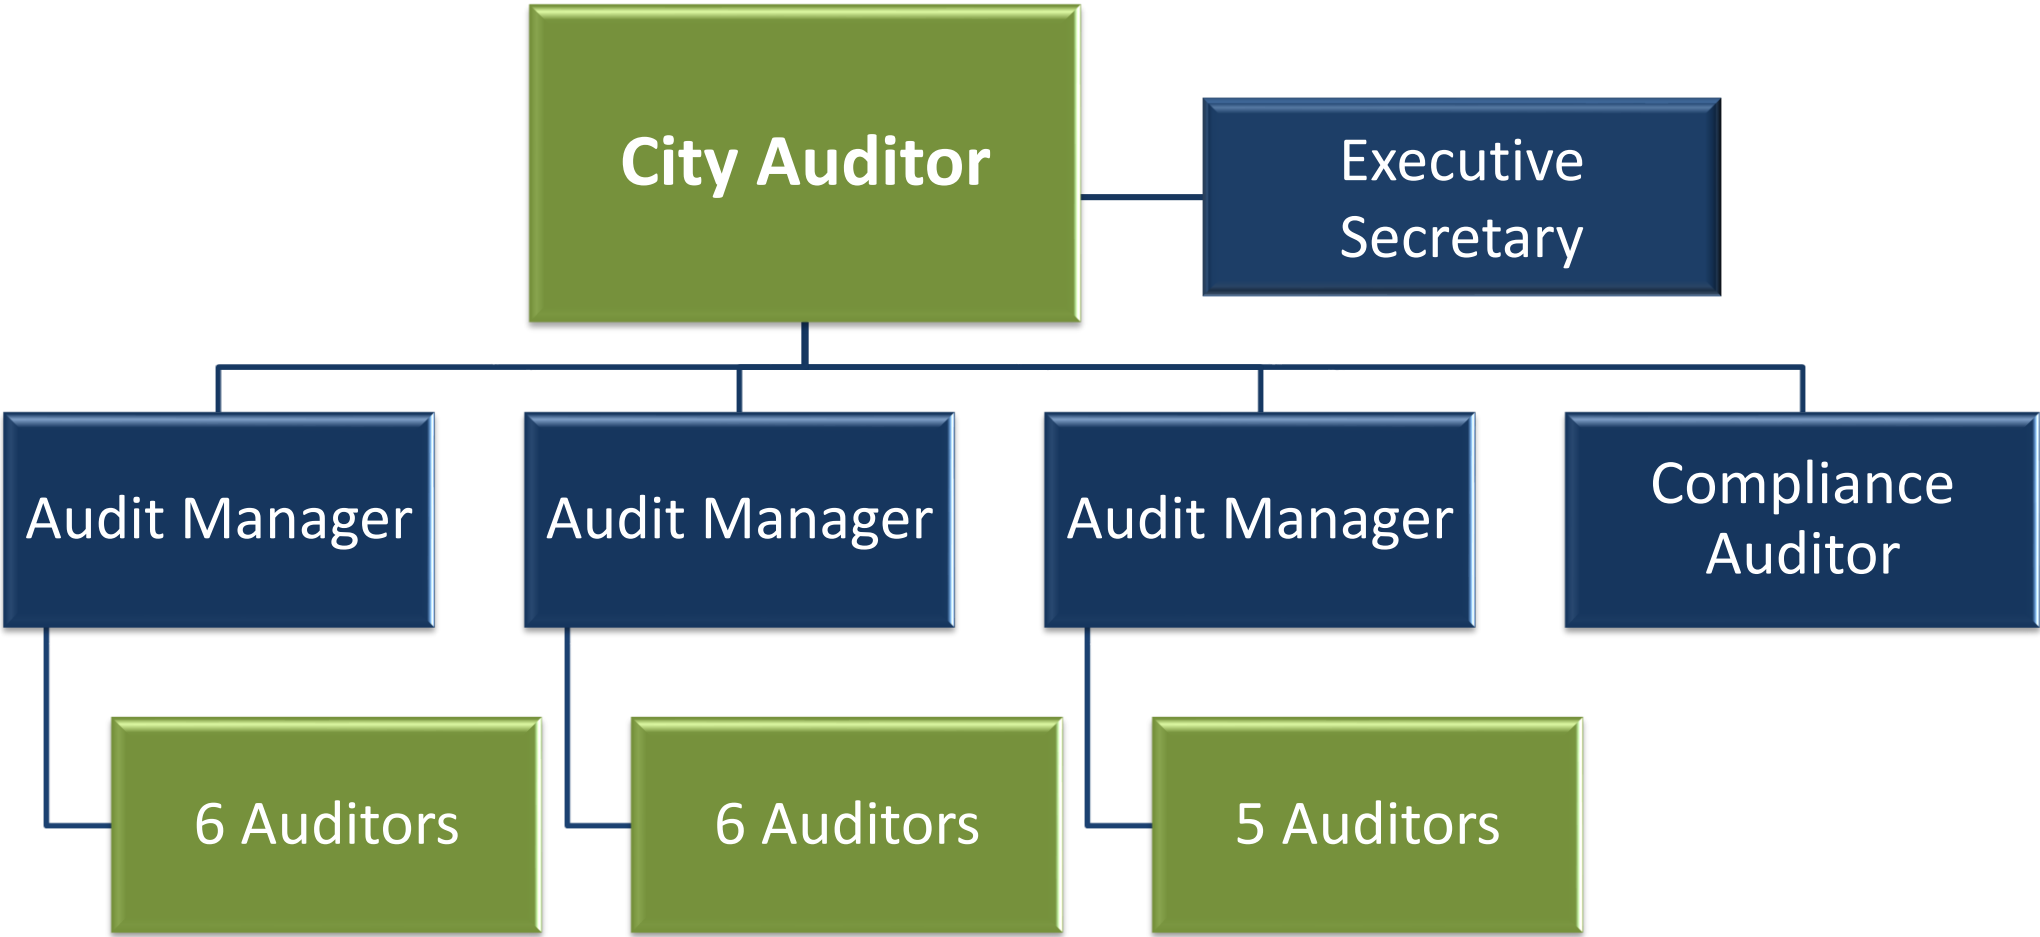 City Auditor
Executive
Secretary
Audit Manager
Audit Manager
Audit Manager
Compliance
Auditor
6 Auditors
6 Auditors
5 Auditors